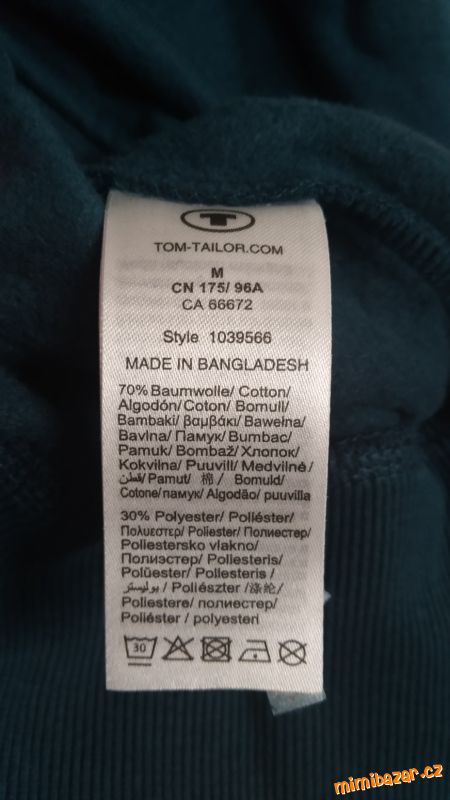 T
TOM-TAILOR.COM
M
CN 175/ 96A
CA 66672
Style 1039566
MADE IN BANGLADESH
70% Baumwolle/ Cotton/
Algodón/ Coton/ Bomull/
Bambaki/ βαμβάκι/ Bawełna/
Bavlna/ Памук/ Bumbac/
Pamuk/ Bombaž/ Хлопок/
Kokvilna/ Puuvill/ Medvilnė/
قطن/ Pamut/ 棉/ Bomuld/
Cotone/памук/ Algodão/ puuvilla
30% Polyester/ Poliéster/
Πολυεστερ/ Poliester/ Полиестер/
Poliestersko vlakno/
Полиэстер/ Poliesteris/
Polüester/ Poliesteris /
بوليستر / Poliészter /涤纶/
Poliestere/ полиестер/
Poliéster / polyesteri
30
mimibazar.cz